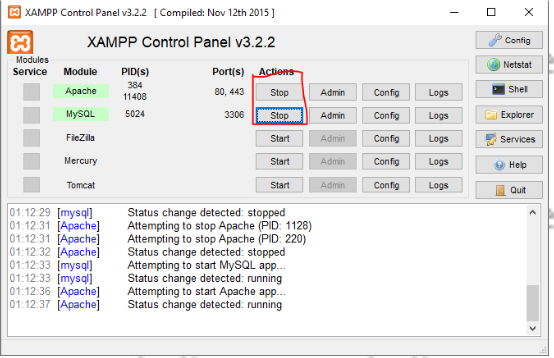 XAMPP Control Panel v3.2.2 [ Compiled: Nov 12th 2015 ]
XAMPP Control Panel v3.2.2
Config
Modules
Service Module PID(s) Port(s) Actions
Netstat
Apache 384 11408 80, 443 Stop Admin Config Logs
Shell
MySQL 5024 3306 Stop Admin Config Logs
Explorer
FileZilla Start Admin Config Logs
Services
Mercury Start Admin Config Logs
Help
Tomcat Start Admin Config Logs
Quit
01:12:29 [mysql] Status change detected: stopped
01:12:31 [Apache] Attempting to stop Apache (PID: 1128)
01:12:31 [Apache] Attempting to stop Apache (PID: 220)
01:12:32 [Apache] Status change detected: stopped
01:12:33 [mysql] Attempting to start MySQL app...
01:12:33 [mysql] Status change detected: running
01:12:36 [Apache] Attempting to start Apache app...
01:12:37 [Apache] Status change detected: running